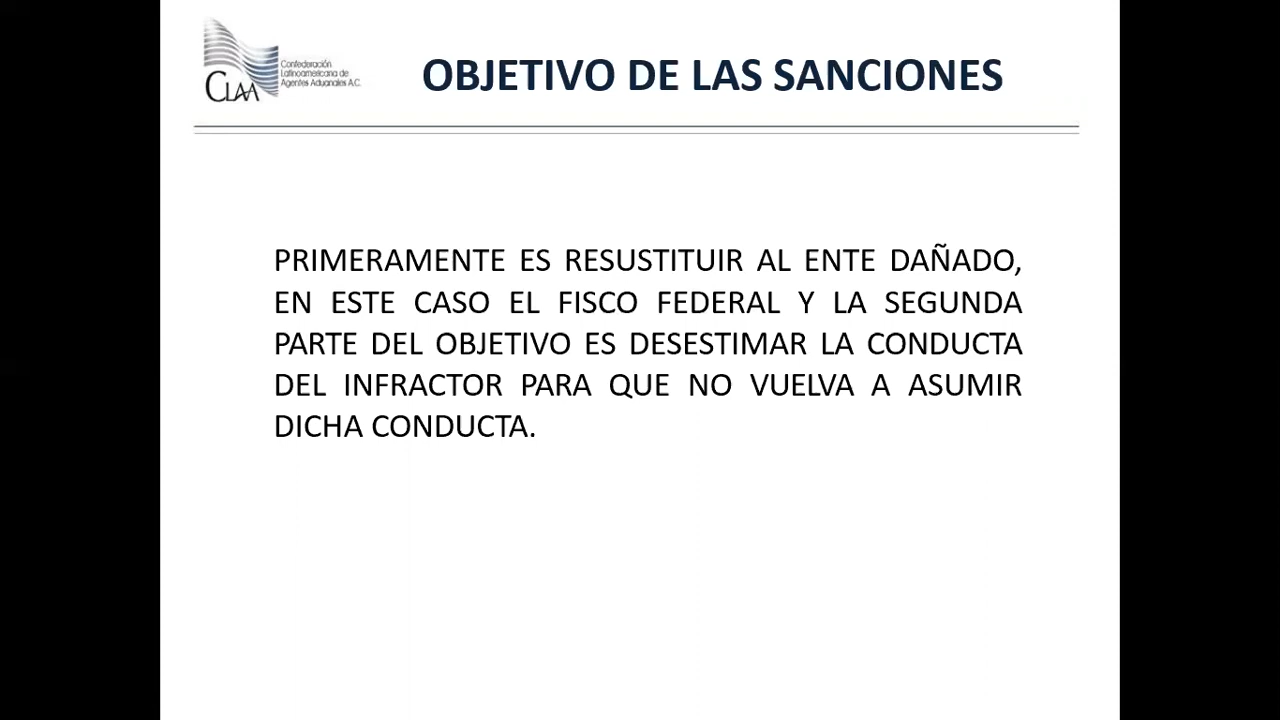 CLAA
Confederación
Latinoamericana de
Agentes Aduanales A.C.
OBJETIVO DE LAS SANCIONES
PRIMERAMENTE ES RESUSTITUIR AL ENTE DAÑADO,
EN ESTE CASO EL FISCO FEDERAL Y LA SEGUNDA
PARTE DEL OBJETIVO ES DESESTIMAR LA CONDUCTA
DEL INFRACTOR PARA QUE NO VUELVA A ASUMIR
DICHA CONDUCTA.